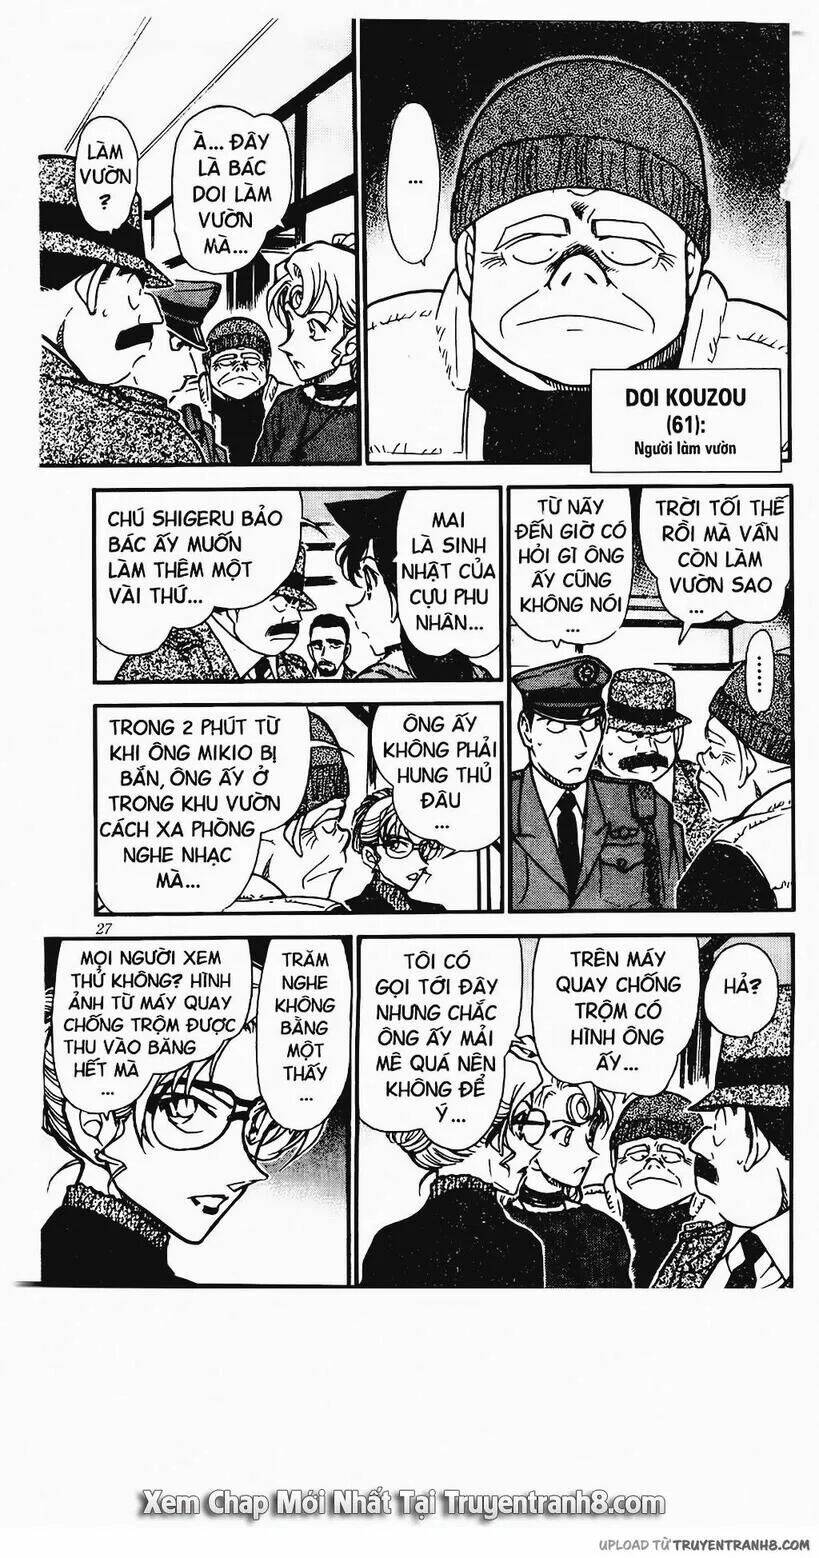 ...
DOI KOUZOU
(61):
Người làm vườn
À... ĐÂY
LÀ BÁC
DOI LÀM
VƯỜN
MÀ...
LÀM
VƯỜN
?
TRỜI TỐI THẾ
RỒI MÀ VẪN
CÒN LÀM
VƯỜN SAO
...
TỪ NÃY
ĐẾN GIỜ CÓ
HỎI GÌ ÔNG
ẤY CŨNG
KHÔNG NÓI
...
......
MAI
LÀ SINH
NHẬT CỦA
CỰU PHU
NHÂN...
CHÚ SHIGERU BẢO
BÁC ẤY MUỐN
LÀM THÊM MỘT
VÀI THỨ...
ÔNG ẤY
KHÔNG PHẢI
HUNG THỦ
ĐÂU
...
TRONG 2 PHÚT TỪ
KHI ÔNG MIKIO BỊ
BẮN, ÔNG ẤY Ở
TRONG KHU VƯỜN
CÁCH XA PHÒNG
NGHE NHẠC
MÀ...
27
HẢ?
TRÊN MÁY
QUAY CHỐNG
TRỘM CÓ
HÌNH ÔNG
ẤY...
TÔI CÓ
GỌI TỚI ĐÂY
NHƯNG CHẮC
ÔNG ẤY MẢI
MÊ QUÁ NÊN
KHÔNG ĐỂ
Ý...
TRĂM
NGHE
KHÔNG
BẰNG
MỘT
THẤY
...
MỌI NGƯỜI XEM
THỬ KHÔNG? HÌNH
ẢNH TỪ MÁY QUAY
CHỐNG TRỘM ĐƯỢC
THU VÀO BĂNG
HẾT MÀ
...
Xem Chap Mới Nhất Tại Truyentranh8.com
UPLOAD TỪ TRUYENTRANH8.COM